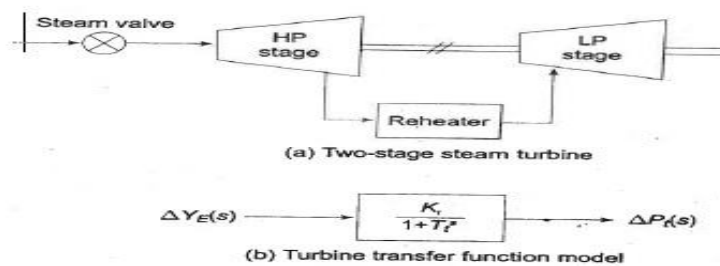 Steam valve
HP
stage
LP
stage
Reheater
(a) Two-stage steam turbine
ΔY_E(s)
K_t
1 + T_t s
ΔP_t(s)
(b) Turbine transfer function model